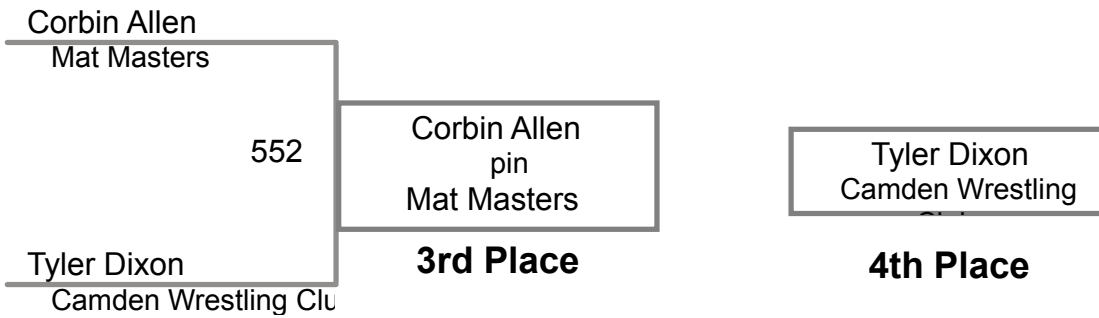 Corbin Allen
Mat Masters
552
Tyler Dixon
Camden Wrestling Clu
Corbin Allen
pin
Mat Masters
3rd Place
Tyler Dixon
Camden Wrestling
4th Place